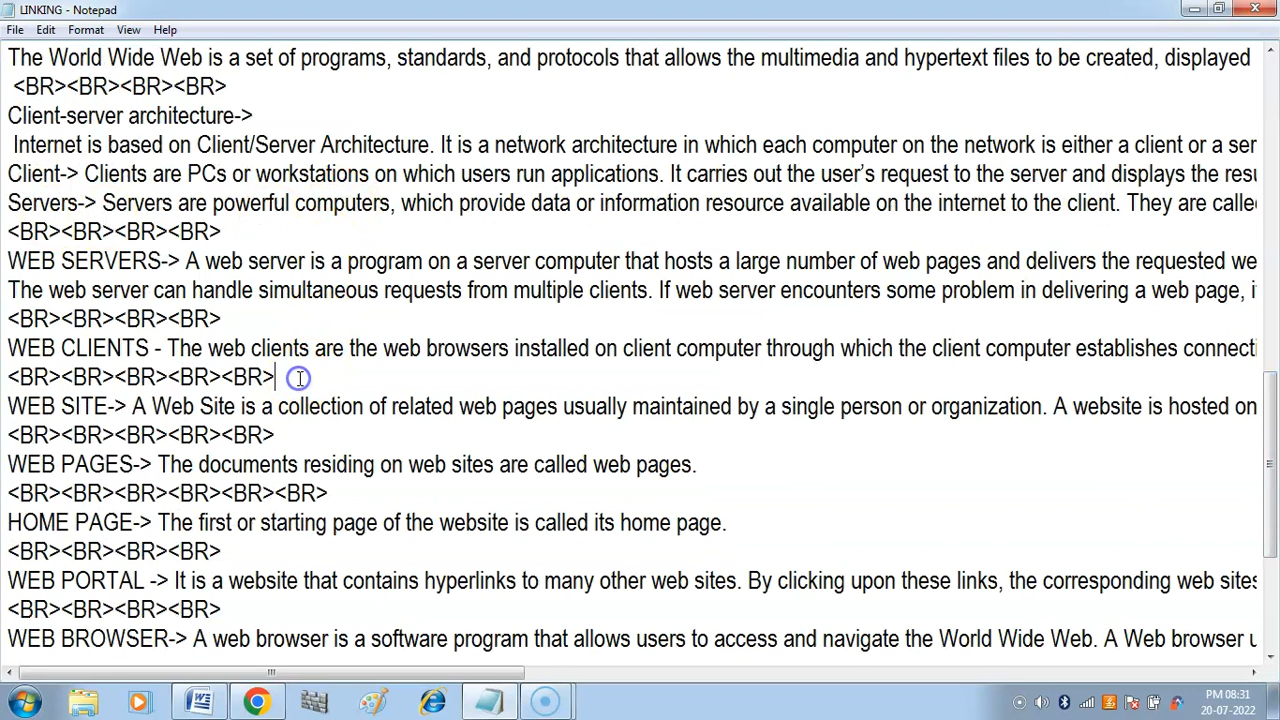 LINKING - Notepad
File Edit Format View Help
The World Wide Web is a set of programs, standards, and protocols that allows the multimedia and hypertext files to be created, displayed
<BR><BR><BR><BR>
Client-server architecture->
Internet is based on Client/Server Architecture. It is a network architecture in which each computer on the network is either a client or a ser
Client-> Clients are PCs or workstations on which users run applications. It carries out the user’s request to the server and displays the resu
Servers-> Servers are powerful computers, which provide data or information resource available on the internet to the client. They are calle
<BR><BR><BR><BR>
WEB SERVERS-> A web server is a program on a server computer that hosts a large number of web pages and delivers the requested we
The web server can handle simultaneous requests from multiple clients. If web server encounters some problem in delivering a web page, i
<BR><BR><BR><BR>
WEB CLIENTS - The web clients are the web browsers installed on client computer through which the client computer establishes connecti
<BR><BR><BR><BR><BR>
WEB SITE-> A Web Site is a collection of related web pages usually maintained by a single person or organization. A website is hosted on
<BR><BR><BR><BR><BR>
WEB PAGES-> The documents residing on web sites are called web pages.
<BR><BR><BR><BR><BR><BR>
HOME PAGE-> The first or starting page of the website is called its home page.
<BR><BR><BR><BR>
WEB PORTAL -> It is a website that contains hyperlinks to many other web sites. By clicking upon these links, the corresponding web sites
<BR><BR><BR><BR>
WEB BROWSER-> A web browser is a software program that allows users to access and navigate the World Wide Web. A Web browser u
PM 08:31
20-07-2022